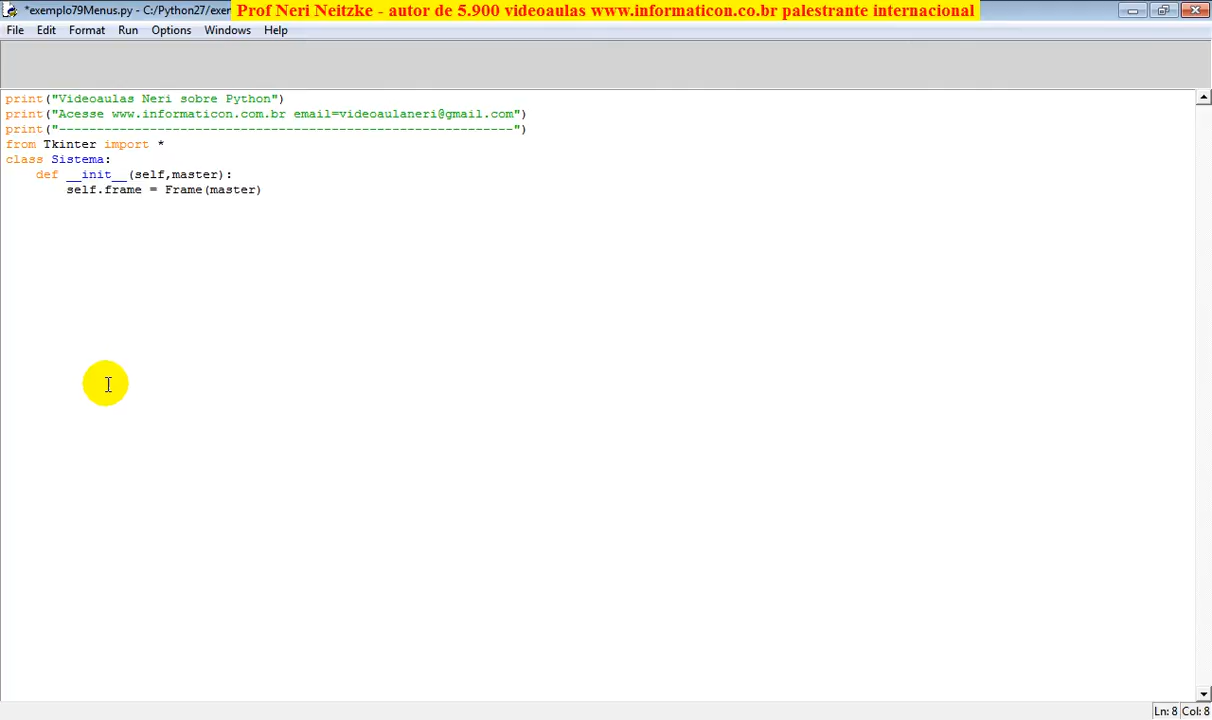 *exemplo79Menus.py - C:/Python27/exer
Prof Neri Neitzke - autor de 5.900 videoaulas www.informaticon.co.br palestrante internacional
File Edit Format Run Options Windows Help
print("Videoaulas Neri sobre Python")
print("Acesse www.informaticon.com.br email=videoaulaneri@gmail.com")
print("------------------------------------------------------------")
from Tkinter import *
class Sistema:
    def __init__(self,master):
        self.frame = Frame(master)
Ln: 8 Col: 8